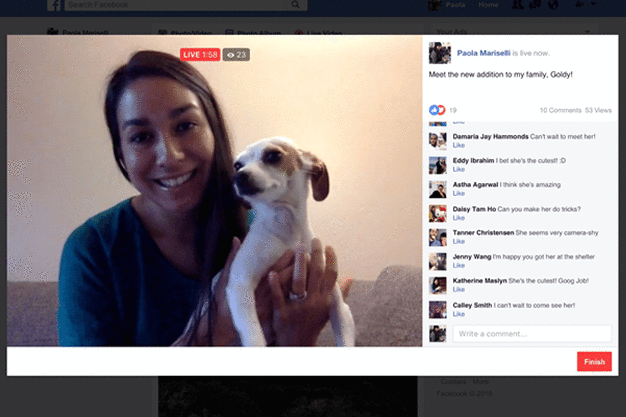 Search Facebook
Paola
Home
Paola Mariselli
Photo/Video
Photo Album
Live Video
Your Ads
LIVE 1:58
23
Paola Mariselli is live now.
Meet the new addition to my family, Goldy!
19
10 Comments 53 Views
Like
Damaria Jay Hammonds Can't wait to meet her!
Like
Eddy Ibrahim I bet she's the cutest! :D
Like
Astha Agarwal I think she's amazing
Like
Daisy Tam Ho Can you make her do tricks?
Like
Tanner Christensen She seems very camera-shy
Like
Jenny Wang I'm happy you got her at the shelter
Like
Katherine Maslyn She's the cutest! Goog Job!
Like
Calley Smith I can't wait to come see her!
Like
Write a comment...
Finish
Cookies · More
Facebook © 2016